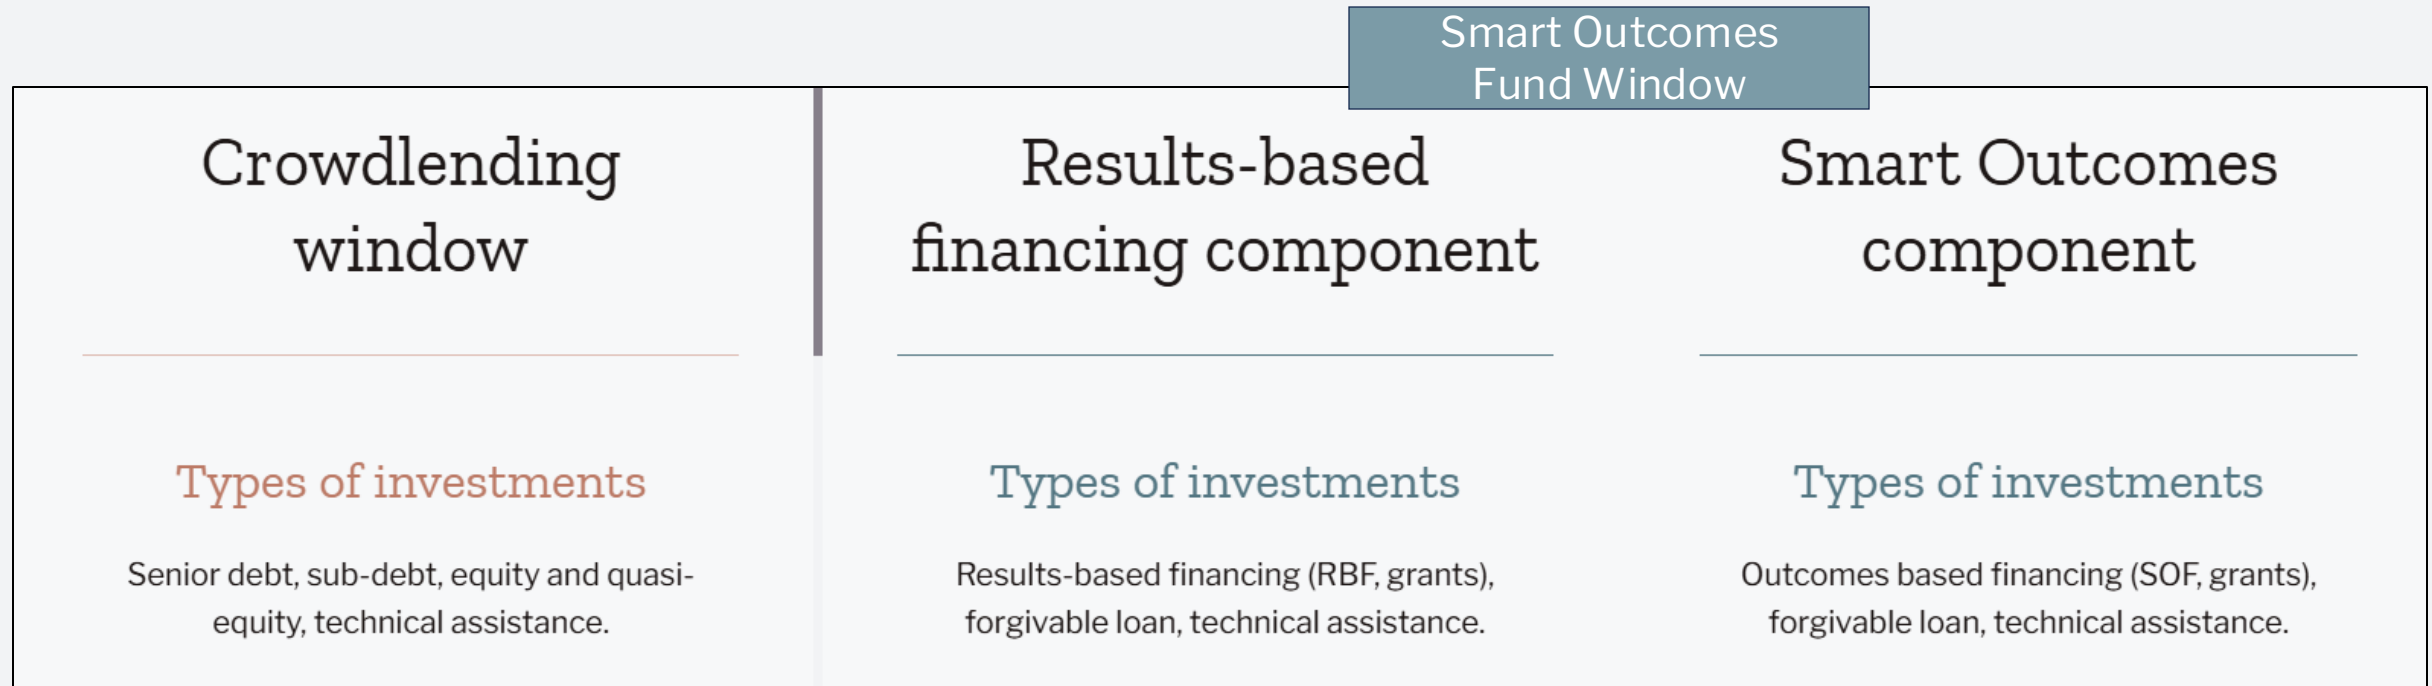 Smart Outcomes
Fund Window
Crowdlending
window
Types of investments
Senior debt, sub-debt, equity and quasi-
equity, technical assistance.
Results-based
financing component
Types of investments
Results-based financing (RBF, grants),
forgivable loan, technical assistance.
Smart Outcomes
component
Types of investments
Outcomes based financing (SOF, grants),
forgivable loan, technical assistance.